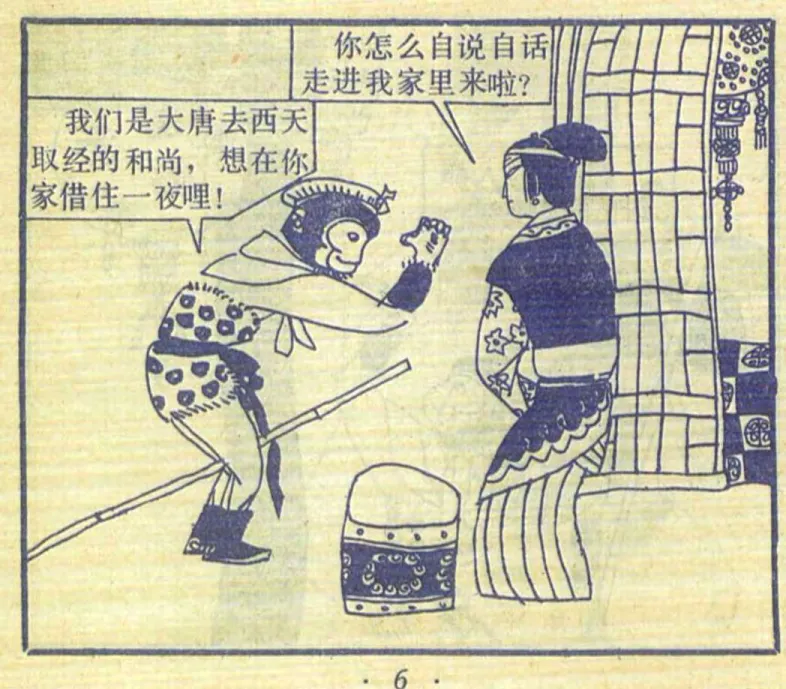 你怎么自说自话
走进我家里来啦？
我们是大唐去西天
取经的和尚，想在你
家借住一夜哩！
· 6 ·